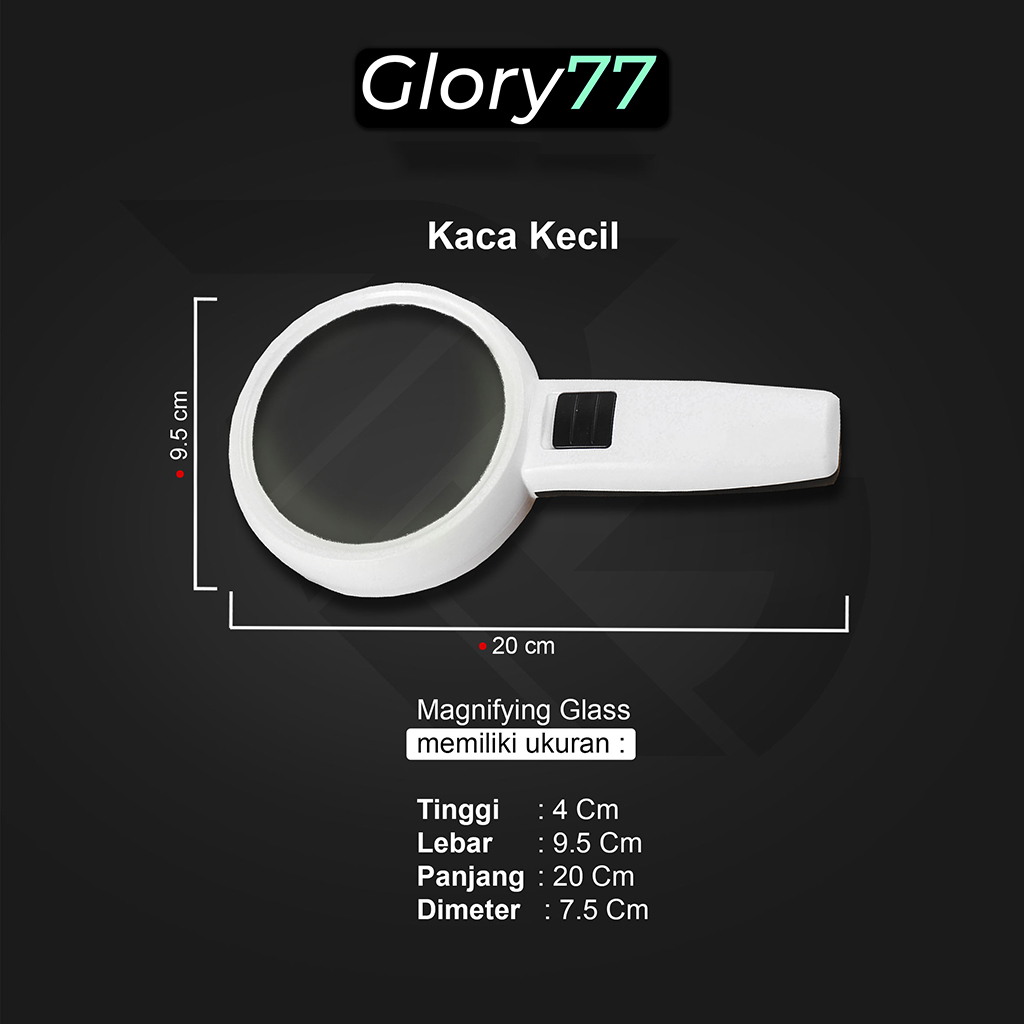 Glory77
Kaca Kecil
• 9.5 cm
• 20 cm
Magnifying Glass
memiliki ukuran :
Tinggi : 4 Cm
Lebar : 9.5 Cm
Panjang : 20 Cm
Dimeter : 7.5 Cm